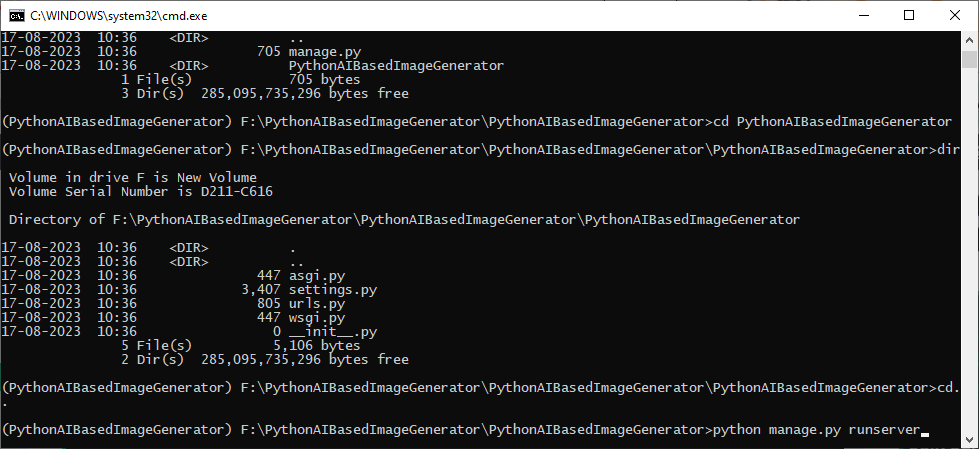 C:\WINDOWS\system32\cmd.exe
17-08-2023  10:36    <DIR>          ..
17-08-2023  10:36               705 manage.py
17-08-2023  10:36    <DIR>          PythonAIBasedImageGenerator
               1 File(s)            705 bytes
               3 Dir(s)  285,095,735,296 bytes free
(PythonAIBasedImageGenerator) F:\PythonAIBasedImageGenerator\PythonAIBasedImageGenerator>cd PythonAIBasedImageGenerator
(PythonAIBasedImageGenerator) F:\PythonAIBasedImageGenerator\PythonAIBasedImageGenerator\PythonAIBasedImageGenerator>dir
 Volume in drive F is New Volume
 Volume Serial Number is D211-C616
 Directory of F:\PythonAIBasedImageGenerator\PythonAIBasedImageGenerator\PythonAIBasedImageGenerator
17-08-2023  10:36    <DIR>          .
17-08-2023  10:36    <DIR>          ..
17-08-2023  10:36               447 asgi.py
17-08-2023  10:36             3,407 settings.py
17-08-2023  10:36               805 urls.py
17-08-2023  10:36               447 wsgi.py
17-08-2023  10:36                 0 __init__.py
               5 File(s)          5,106 bytes
               2 Dir(s)  285,095,735,296 bytes free
(PythonAIBasedImageGenerator) F:\PythonAIBasedImageGenerator\PythonAIBasedImageGenerator\PythonAIBasedImageGenerator>cd.
.
(PythonAIBasedImageGenerator) F:\PythonAIBasedImageGenerator\PythonAIBasedImageGenerator>python manage.py runserver